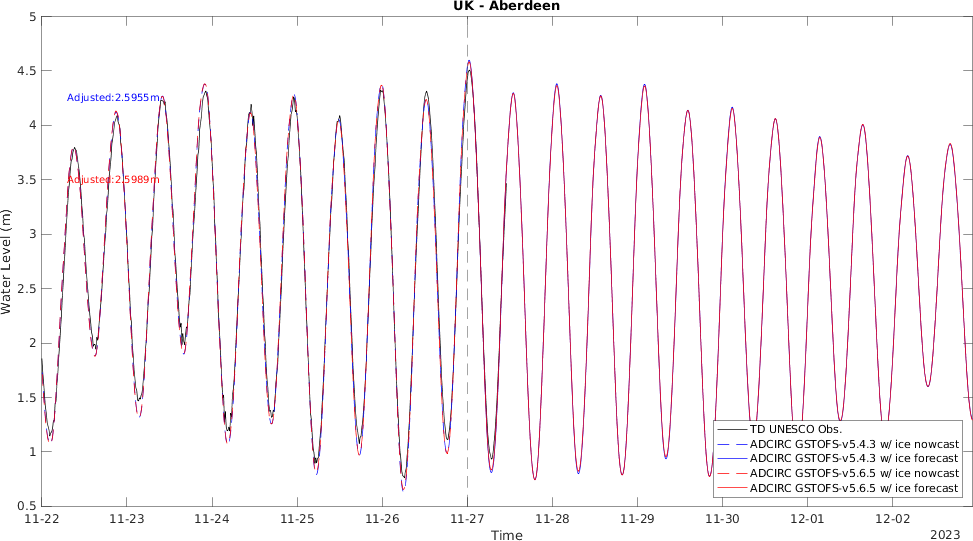 UK - Aberdeen
5
4.5
4
3.5
3
2.5
2
1.5
1
0.5
Water Level (m)
Adjusted:2.5955m
Adjusted:2.5989m
TD UNESCO Obs.
ADCIRC GSTOFS-v5.4.3 w/ ice nowcast
ADCIRC GSTOFS-v5.4.3 w/ ice forecast
ADCIRC GSTOFS-v5.6.5 w/ ice nowcast
ADCIRC GSTOFS-v5.6.5 w/ ice forecast
11-22 11-23 11-24 11-25 11-26 11-27 11-28 11-29 11-30 12-01 12-02
Time
2023